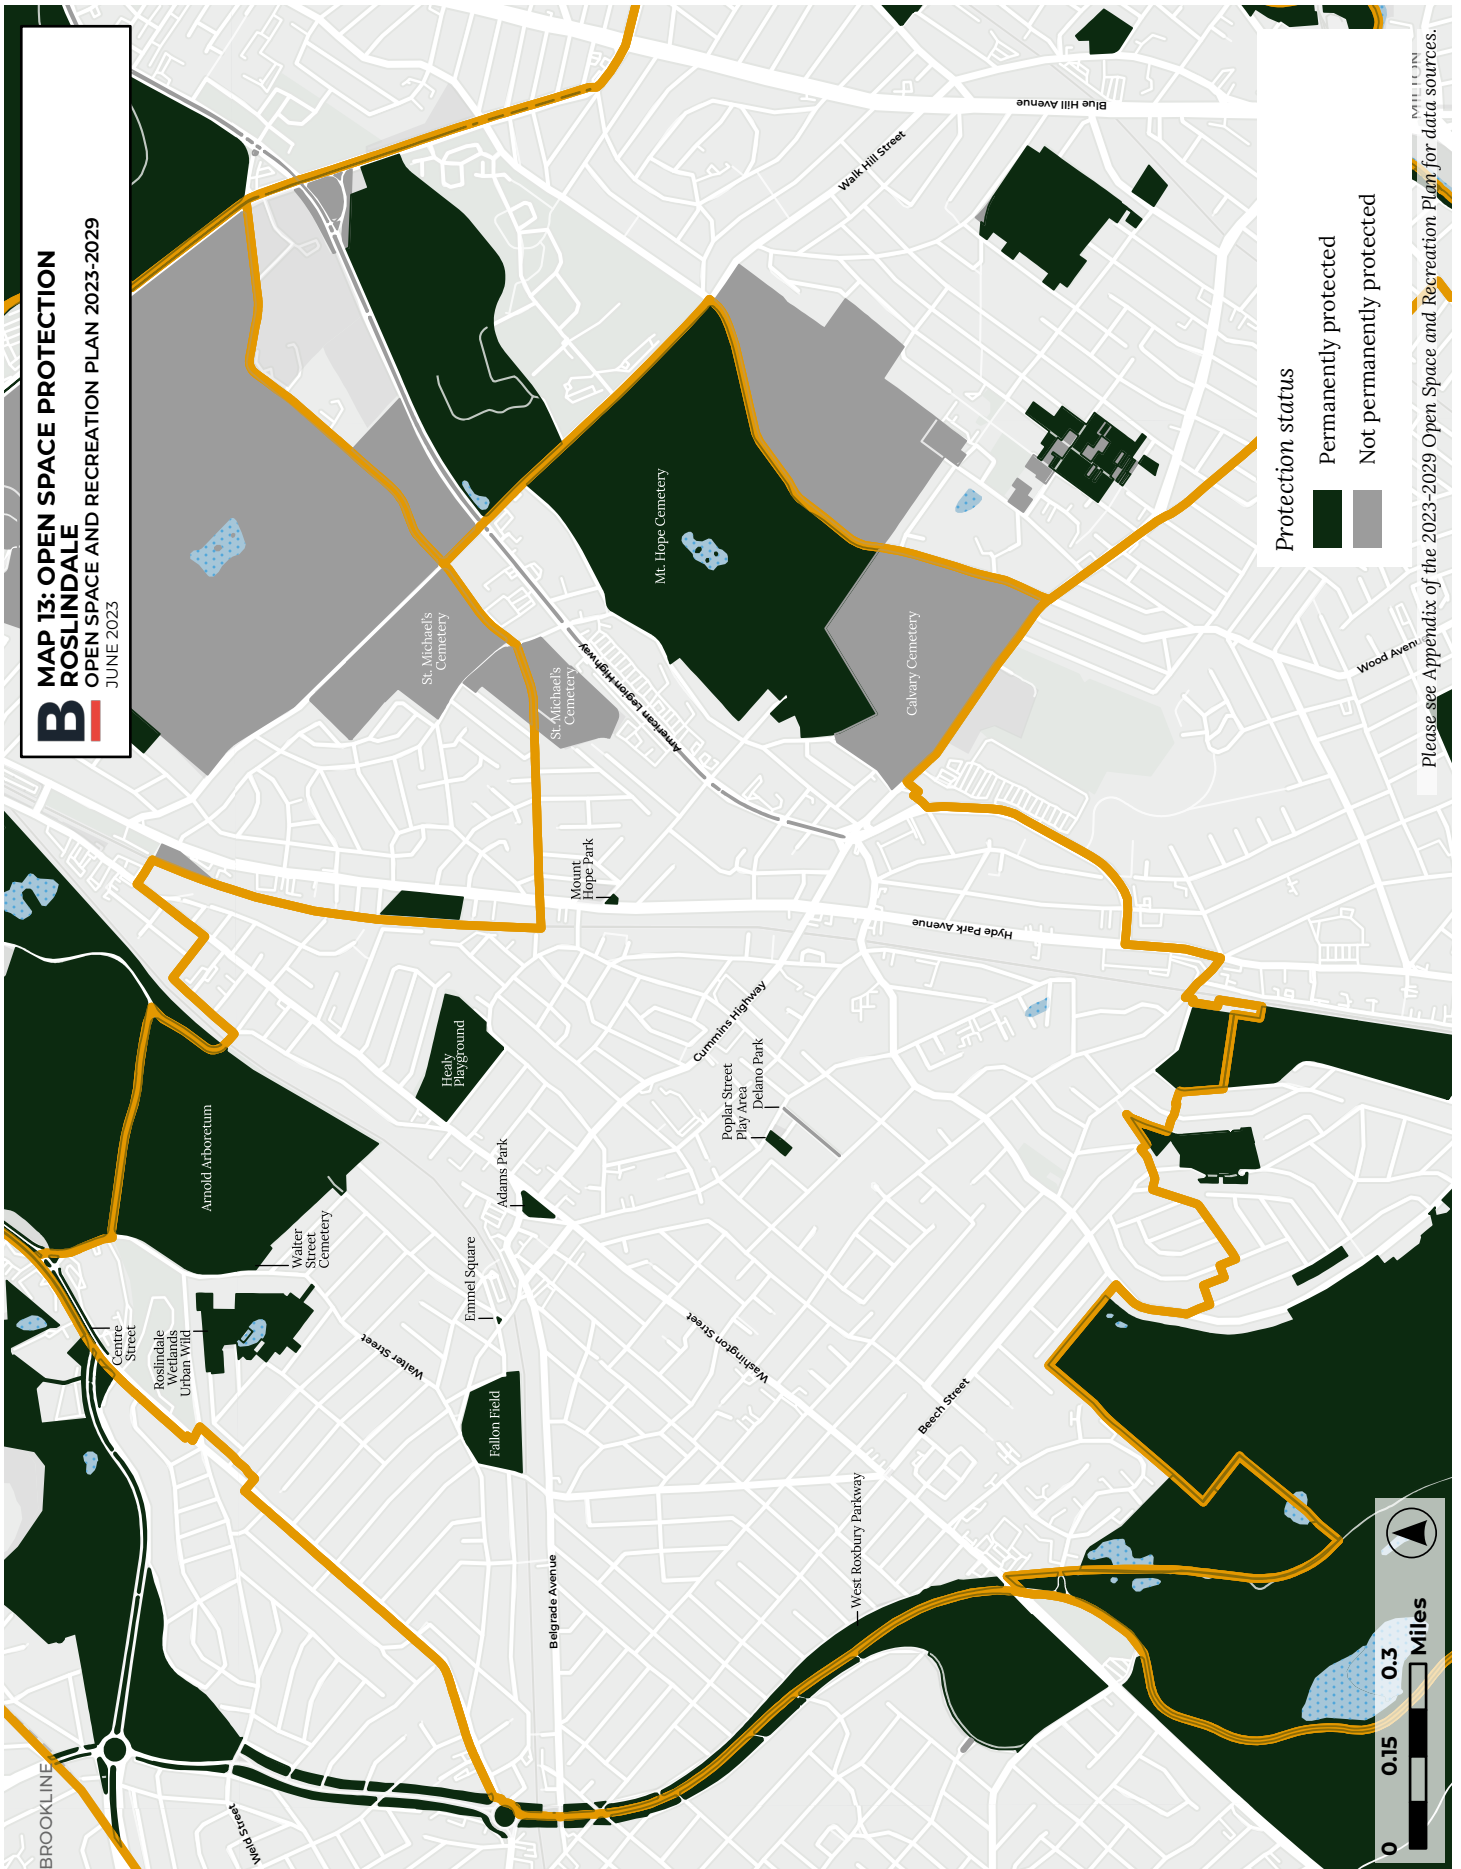 B
MAP 13: OPEN SPACE PROTECTION
ROSLINDALE
OPEN SPACE AND RECREATION PLAN 2023-2029
JUNE 2023
BROOKLINE
Weld Street
Centre
Street
Roslindale
Wetlands
Urban Wild
Walter
Street
Cemetery
Arnold Arboretum
Walter Street
Healy
Playground
Adams Park
Emmel Square
Fallon Field
Belgrade Avenue
St. Michael's
Cemetery
St. Michael's
Cemetery
American Legion Highway
Mount
Hope Park
Mt. Hope Cemetery
Cummins Highway
Poplar Street
Play Area
Delano Park
Washington Street
West Roxbury Parkway
Beech Street
Calvary Cemetery
Hyde Park Avenue
Walk Hill Street
Blue Hill Avenue
Wood Avenue
MILTON
Protection status
Permanently protected
Not permanently protected
0 0.15 0.3
Miles
Please see Appendix of the 2023-2029 Open Space and Recreation Plan for data sources.